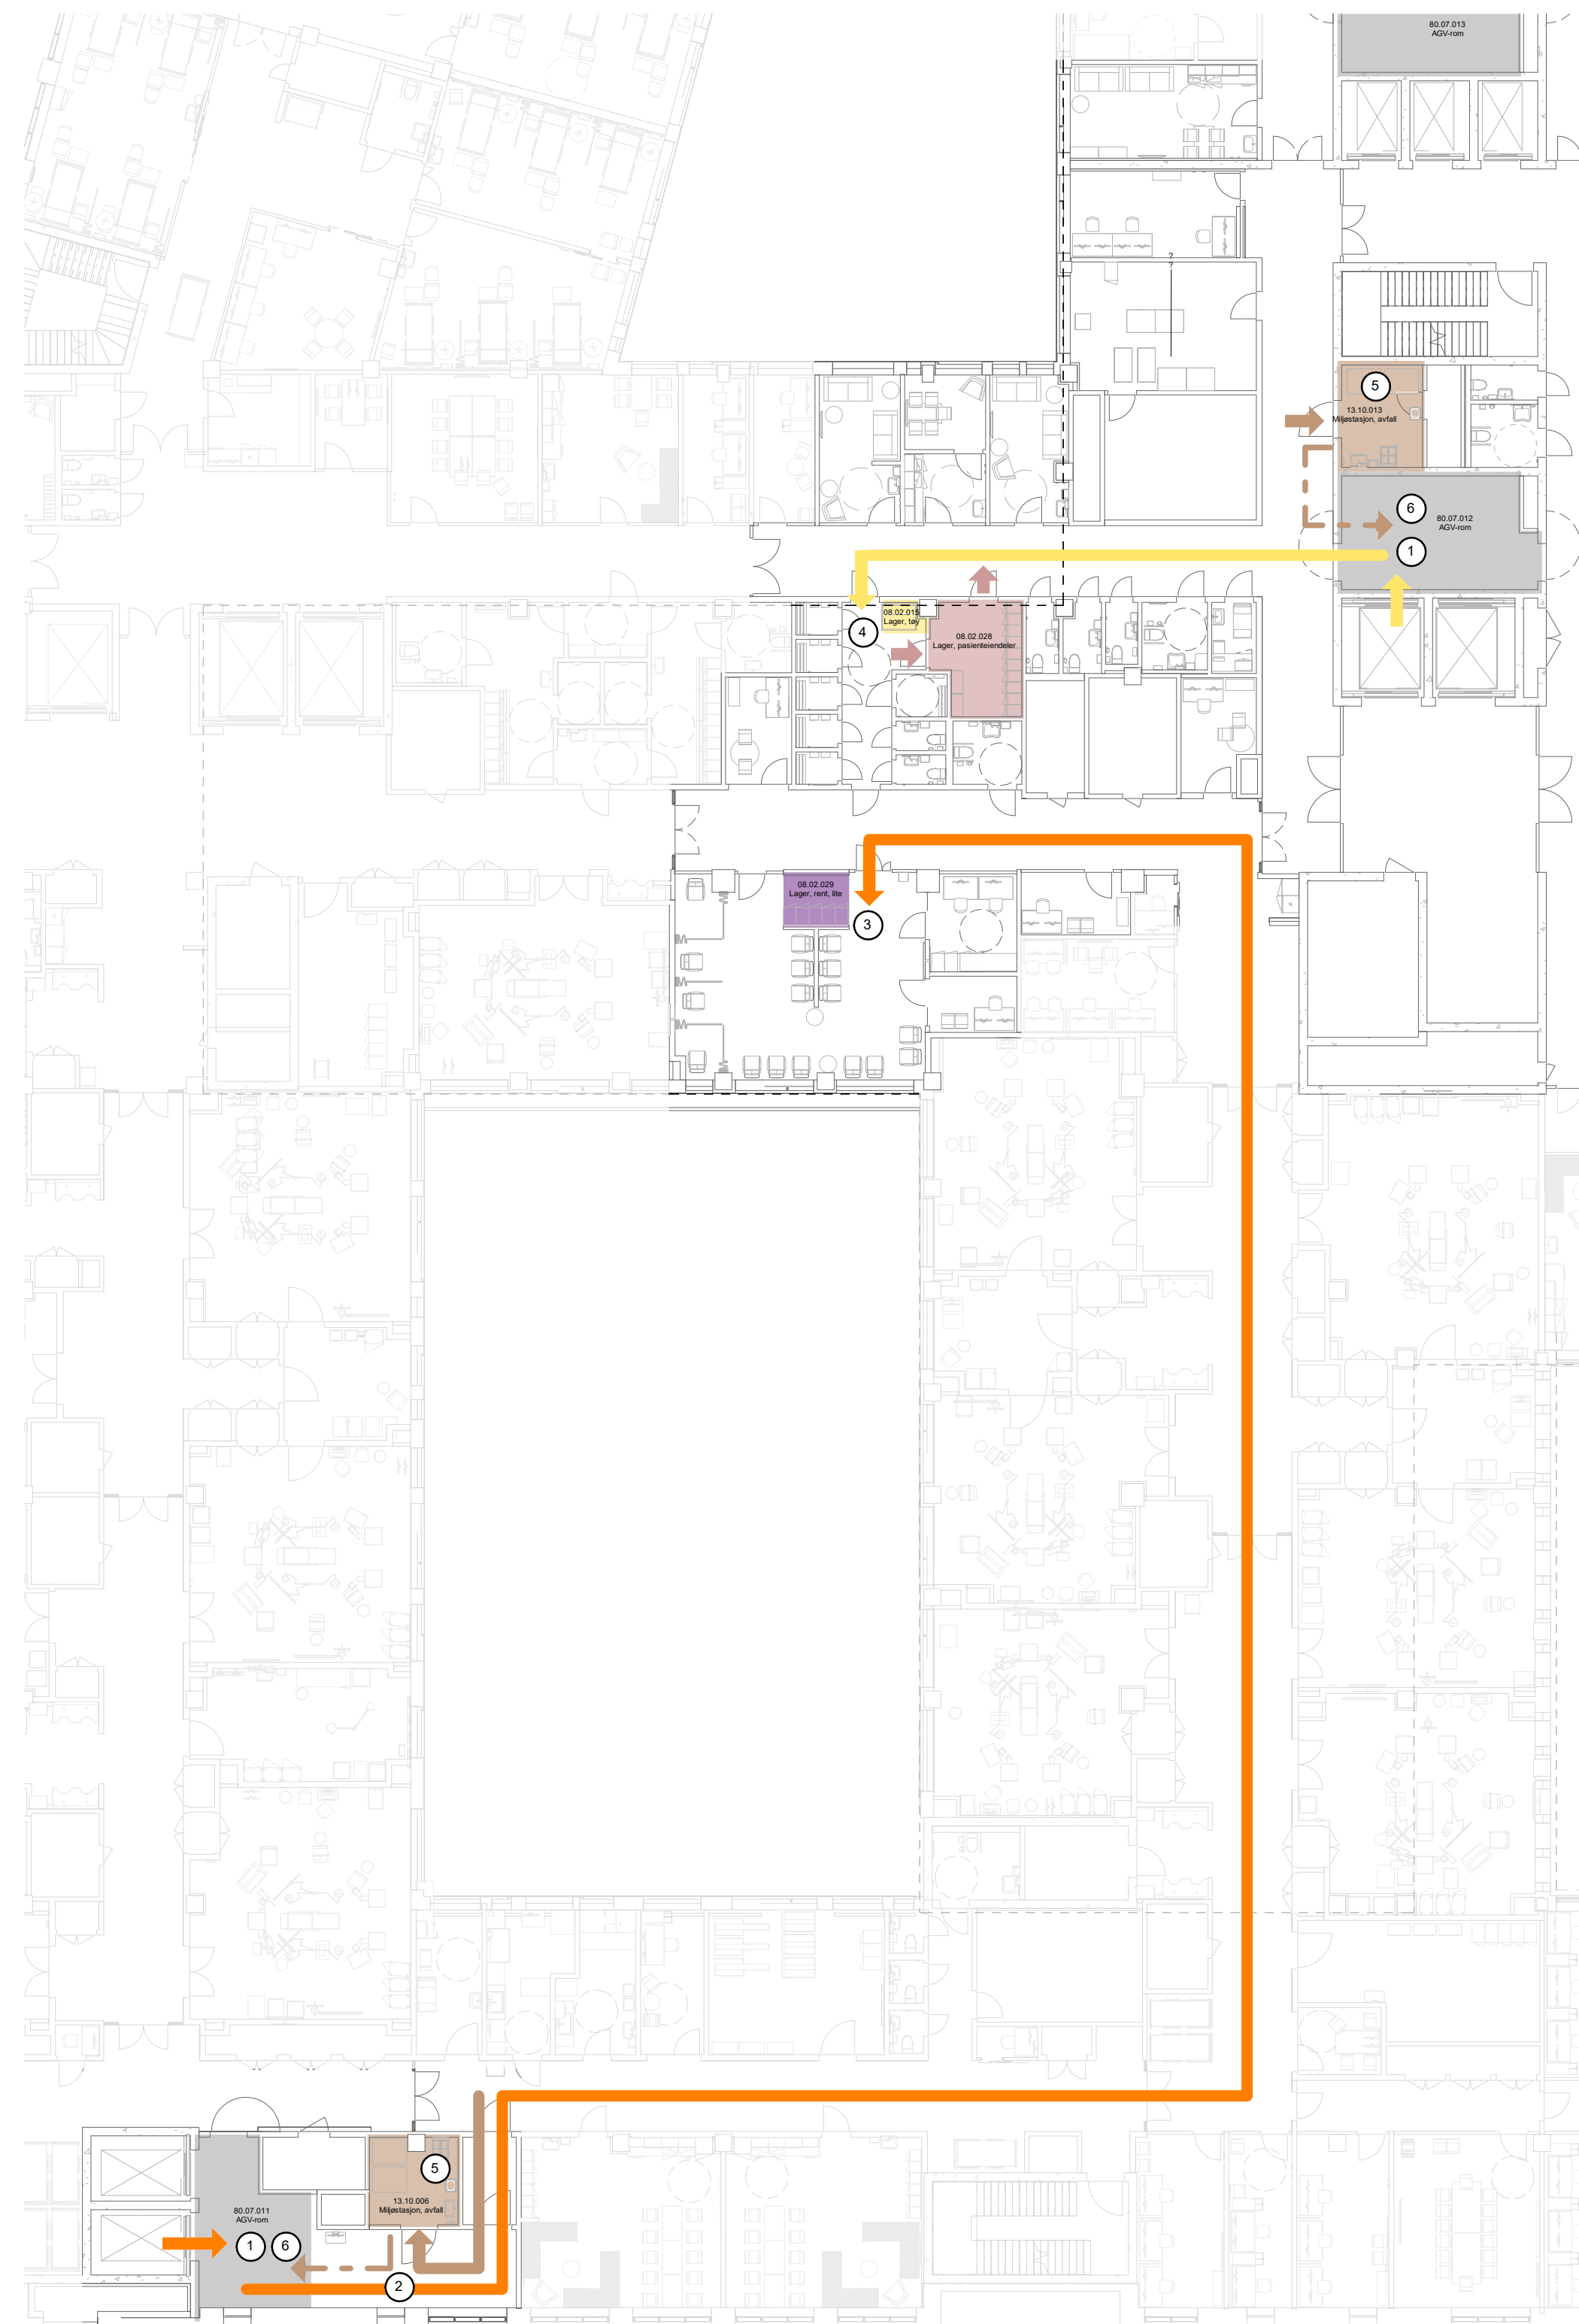 80.07.013
AGV-rom
?
?
5
13.10.013
Miljøstasjon, avfall
6
80.07.012
AGV-rom
1
08.02.015
Lager, tøy
4
08.02.028
Lager, pasienteiendeler
08.02.029
Lager, rent, lite
3
5
13.10.006
Miljøstasjon, avfall
80.07.011
AGV-rom
1
6
2